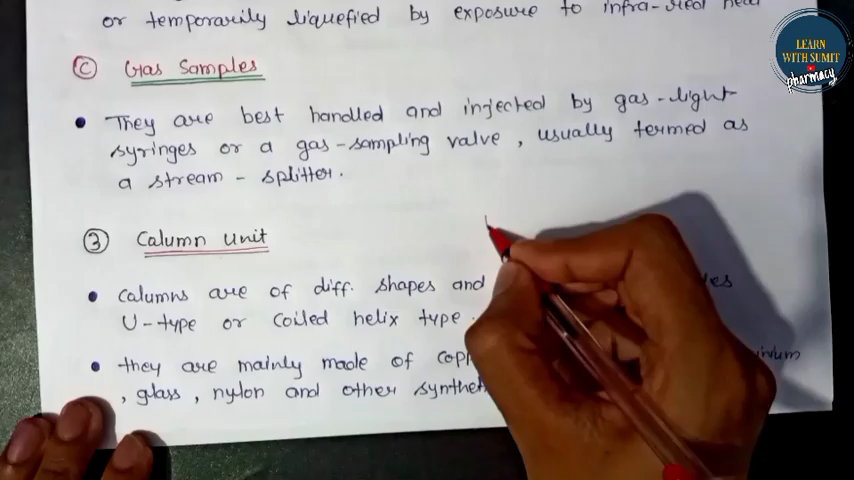 or temporarily liquefied by exposure to infra-red heat
LEARN
WITH SUMIT
pharmacy
C Gas Samples
• They are best handled and injected by gas-tight
syringes or a gas-sampling valve, usually termed as
a stream-splitter.
3 Column Unit
• Calumns are of diff. shapes and
U-type or coiled helix type.
• they are mainly made of
, glass, nylon and other